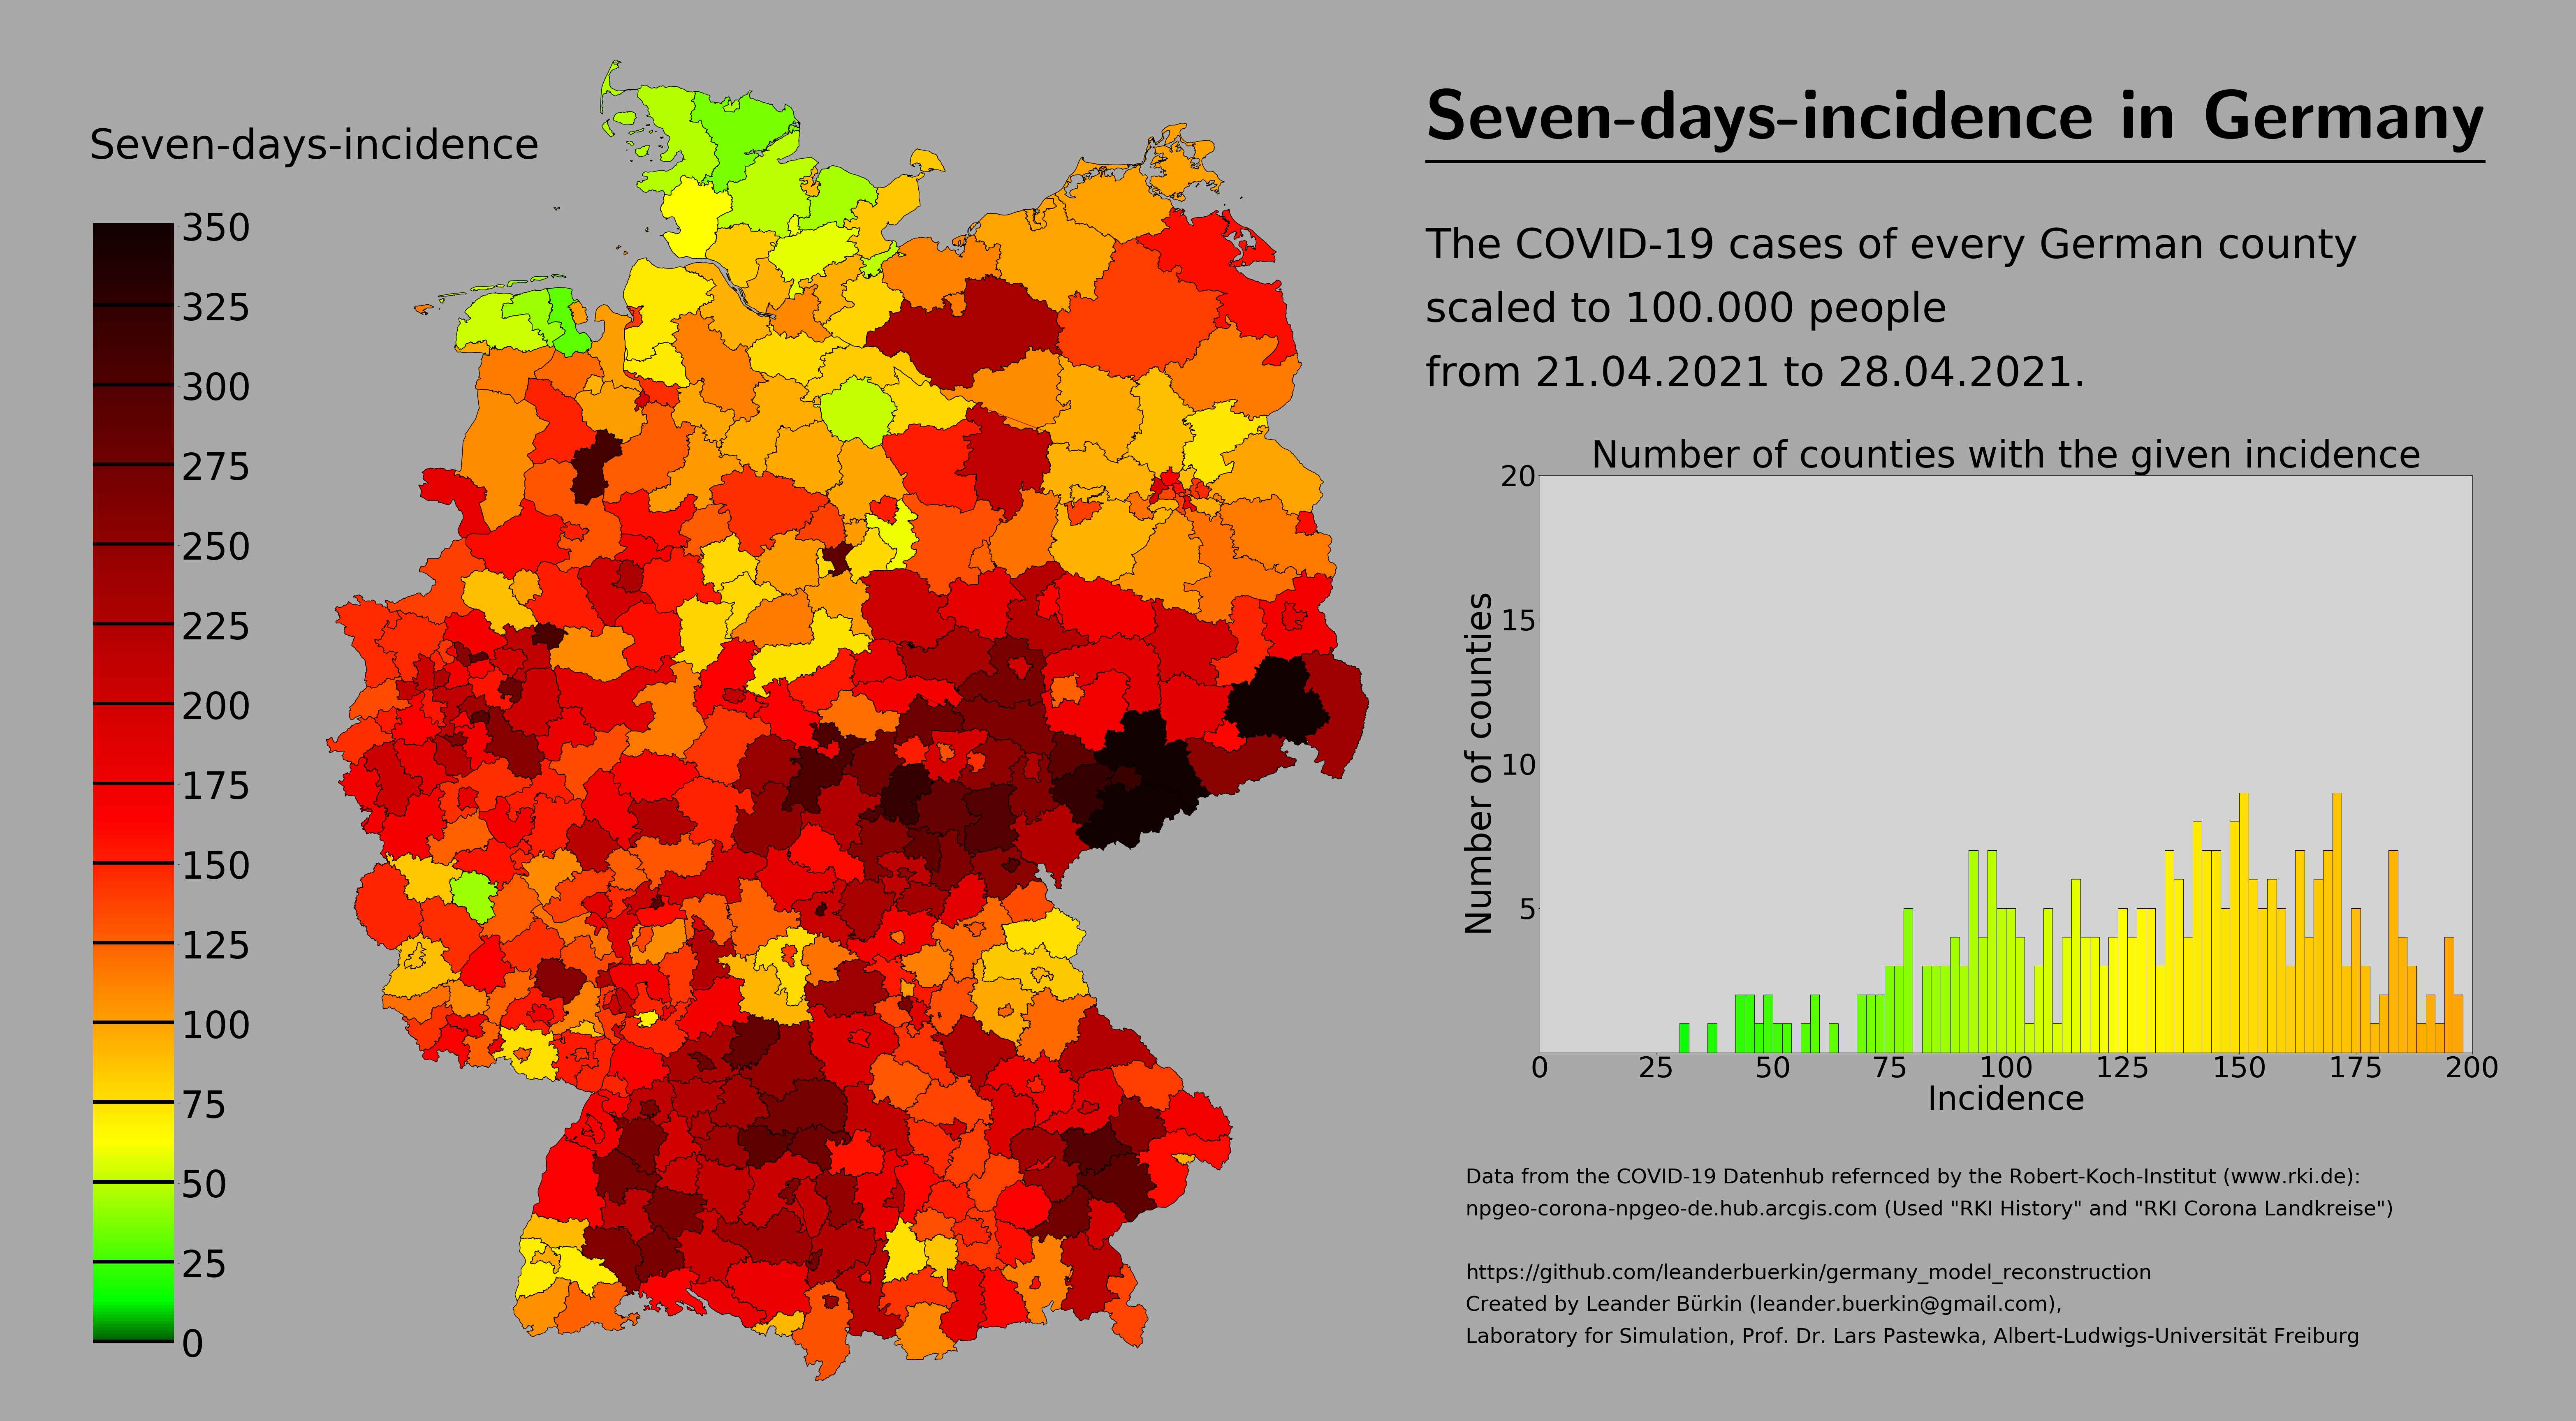 Seven-days-incidence in Germany
Seven-days-incidence
350
325
300
275
250
225
200
175
150
125
100
75
50
25
0
The COVID-19 cases of every German county
scaled to 100.000 people
from 21.04.2021 to 28.04.2021.
Number of counties with the given incidence
Number of counties
20
15
10
5
0 25 50 75 100 125 150 175 200
Incidence
Data from the COVID-19 Datenhub refernced by the Robert-Koch-Institut (www.rki.de):
npgeo-corona-npgeo-de.hub.arcgis.com (Used "RKI History" and "RKI Corona Landkreise")
https://github.com/leanderbuerkin/germany_model_reconstruction
Created by Leander Bürkin (leander.buerkin@gmail.com),
Laboratory for Simulation, Prof. Dr. Lars Pastewka, Albert-Ludwigs-Universität Freiburg